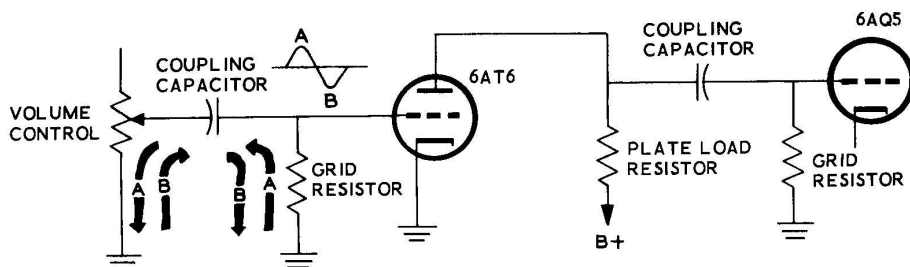 VOLUME
CONTROL
COUPLING
CAPACITOR
A
B
6AT6
A
B
B
A
GRID
RESISTOR
PLATE LOAD
RESISTOR
B+
COUPLING
CAPACITOR
6AQ5
GRID
RESISTOR